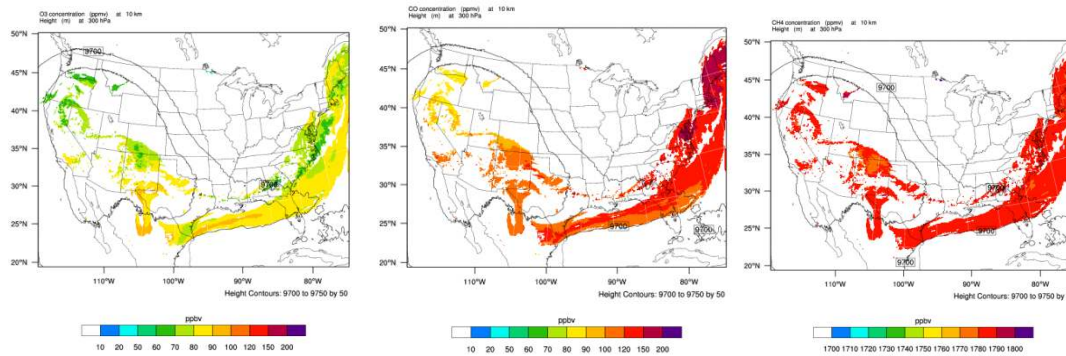 O3 concentration (ppmv) at 10 km
Height (m) at 300 hPa
50°N
45°N
40°N
35°N
30°N
25°N
20°N
9700
9700
110°W 100°W 90°W 80°W
Height Contours: 9700 to 9750 by 50
ppbv
10 20 50 60 70 80 90 100 120 150 200
CO concentration (ppmv) at 10 km
Height (m) at 300 hPa
50°N
45°N
40°N
35°N
30°N
25°N
20°N
9700
9700
110°W 100°W 90°W 80°W
Height Contours: 9700 to 9750 by 50
ppbv
10 20 50 60 70 80 90 100 120 150 200
CH4 concentration (ppmv) at 10 km
Height (m) at 300 hPa
50°N
45°N
40°N
35°N
30°N
25°N
20°N
9700
9700
9700
9700
110°W 100°W 90°W 80°W
Height Contours: 9700 to 9750 by 50
ppbv
1700 1710 1720 1730 1740 1750 1760 1770 1780 1790 1800